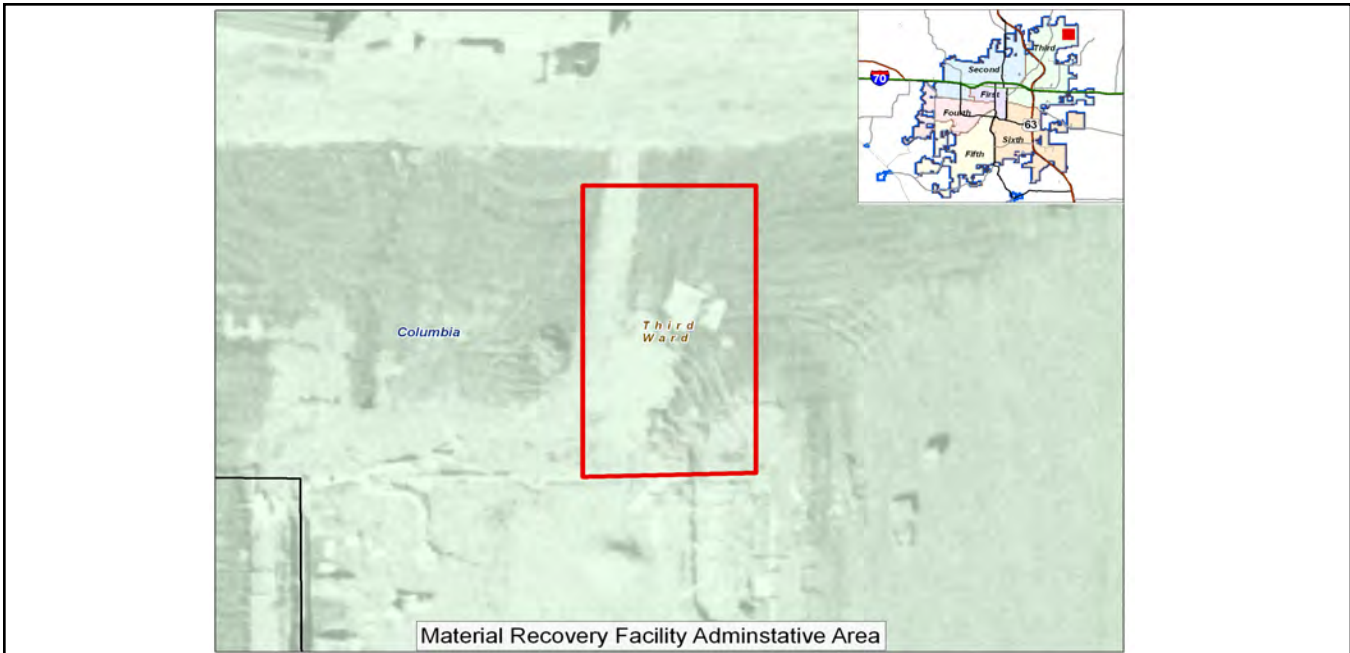 Third
Second
70
First
Fourth
63
Sixth
Fifth
Third
Ward
Columbia
Material Recovery Facility Adminstative Area